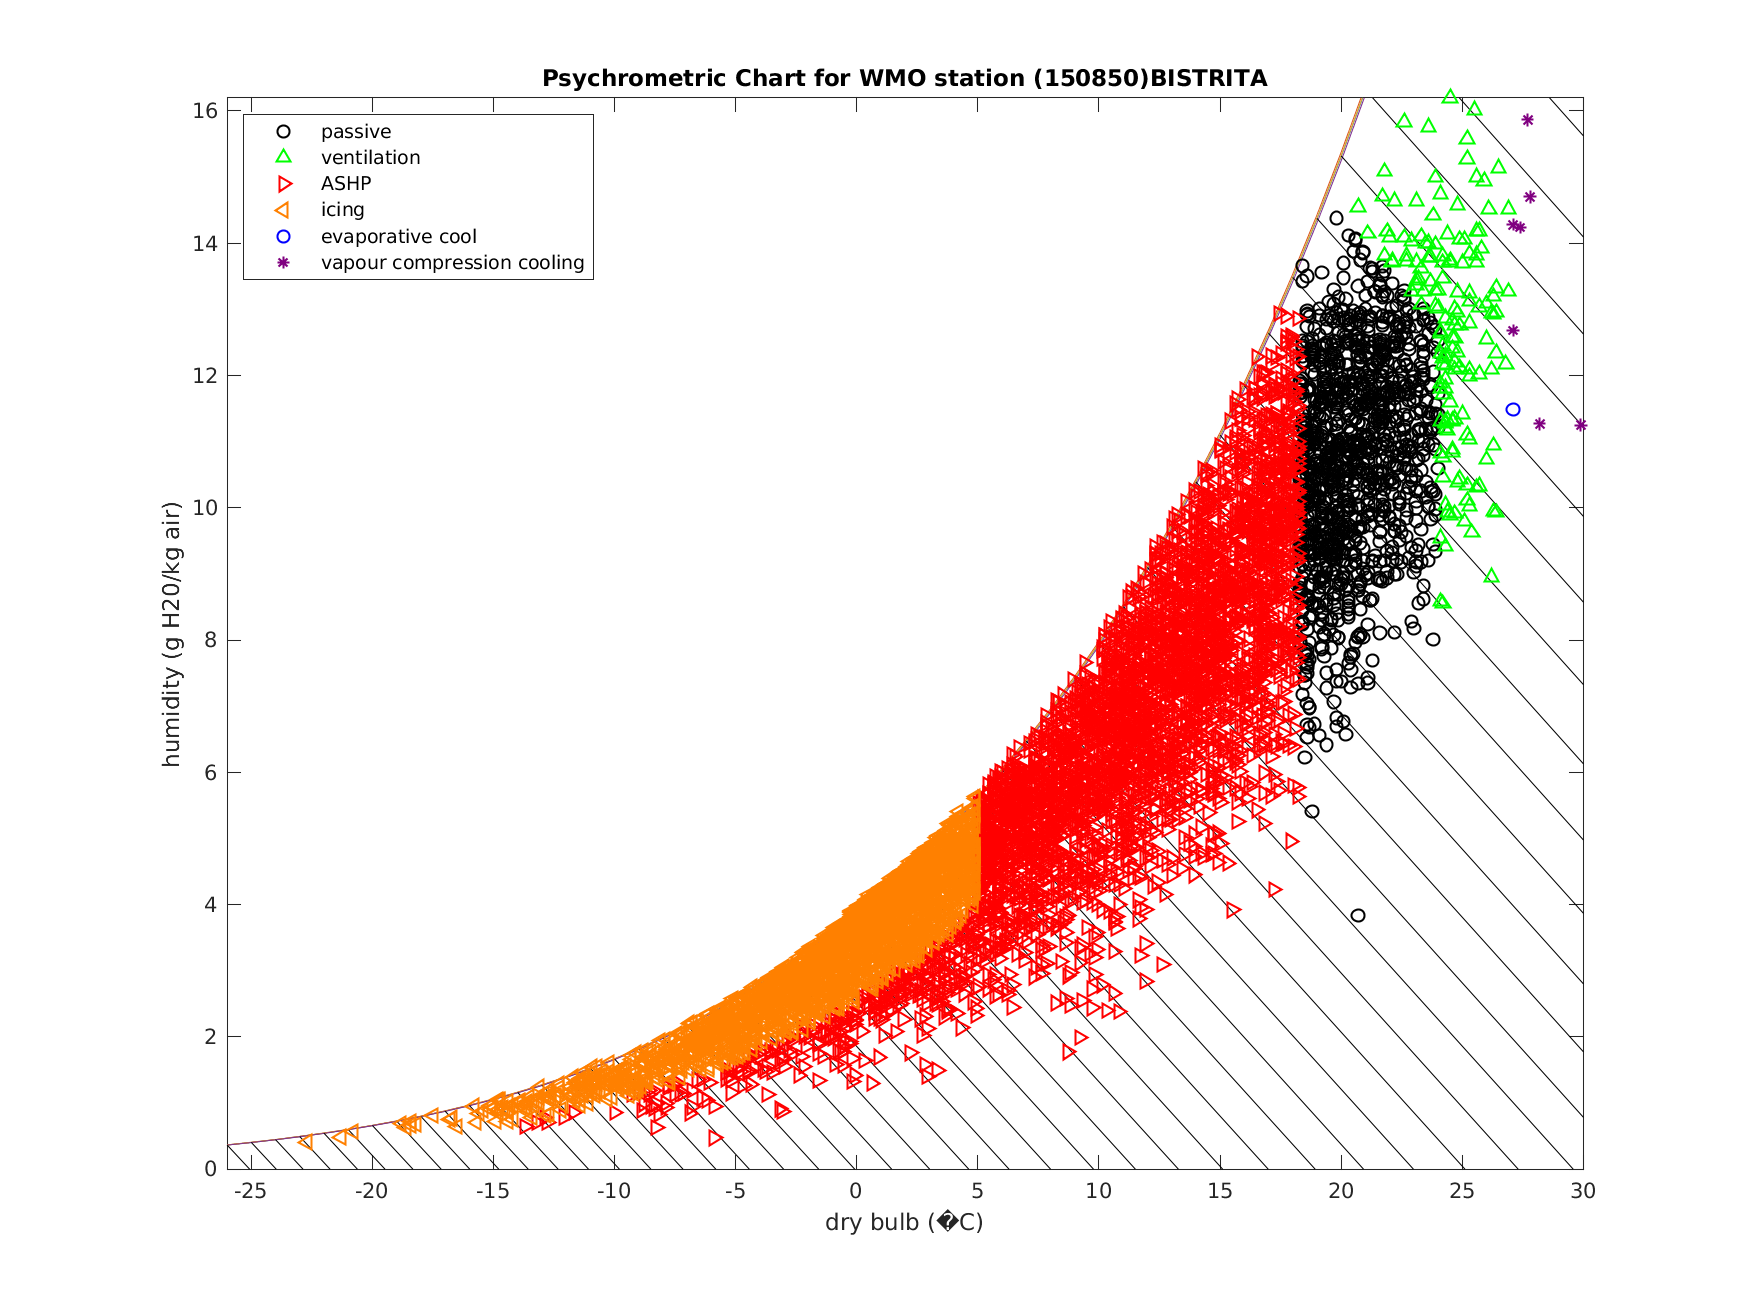 Psychrometric Chart for WMO station (150850)BISTRITA
passive
ventilation
ASHP
icing
evaporative cool
vapour compression cooling
humidity (g H20/kg air)
16
14
12
10
8
6
4
2
0
-25 -20 -15 -10 -5 0 5 10 15 20 25 30
dry bulb (�C)